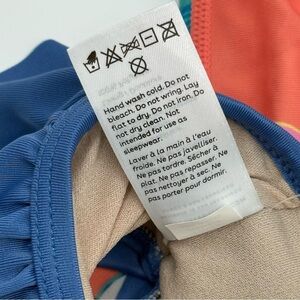 Hand wash cold. Do not
bleach. Do not wring. Lay
flat to dry. Do not iron. Do
not dry clean. Not
intended for use as
sleepwear.
Laver à la main à l'eau
froide. Ne pas javelliser.
Ne pas tordre. Sécher à
plat. Ne pas repasser. Ne
pas nettoyer à sec. Ne
pas porter pour dormir.